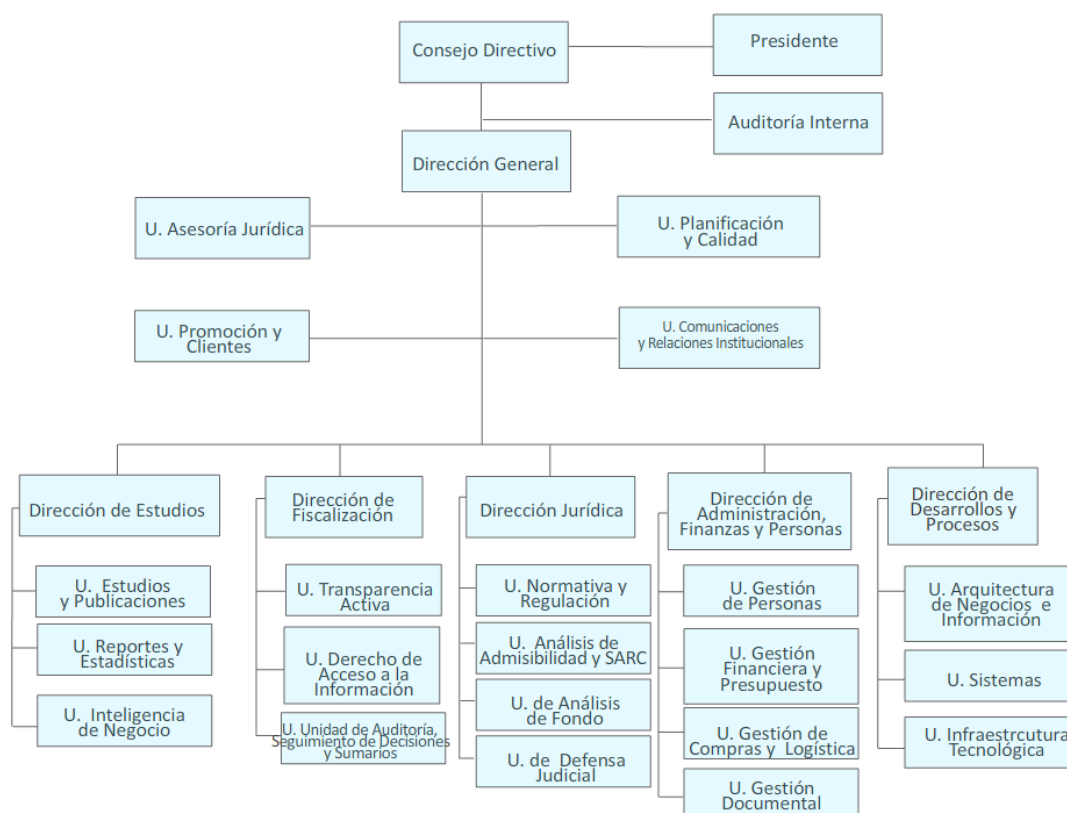 Consejo Directivo
Presidente
Auditoría Interna
Dirección General
U. Asesoría Jurídica
U. Planificación
y Calidad
U. Promoción y
Clientes
U. Comunicaciones
y Relaciones Institucionales
Dirección de Estudios
U. Estudios
y Publicaciones
U. Reportes y
Estadísticas
U. Inteligencia
de Negocio
Dirección de
Fiscalización
U. Transparencia
Activa
U. Derecho de
Acceso a la
Información
U. Unidad de Auditoría,
Seguimiento de Decisiones
y Sumarios
Dirección Jurídica
U. Normativa y
Regulación
U. Análisis de
Admisibilidad y SARC
U. de Análisis
de Fondo
U. de Defensa
Judicial
Dirección de
Administración,
Finanzas y Personas
U. Gestión
de Personas
U. Gestión
Financiera y
Presupuesto
U. Gestión de
Compras y Logística
U. Gestión
Documental
Dirección de
Desarrollos y
Procesos
U. Arquitectura
de Negocios e
Información
U. Sistemas
U. Infraestrcutura
Tecnológica